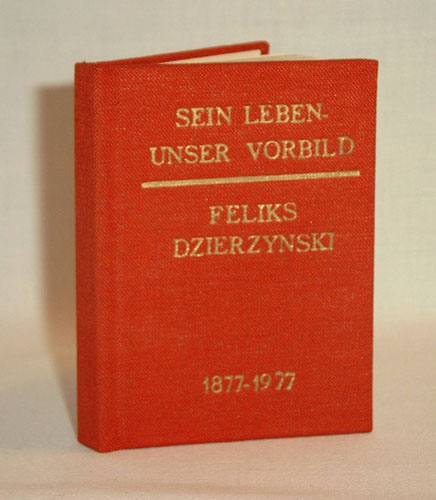 SEIN LEBEN-
UNSER VORBILD
FELIKS
DZIERZYNSKI
1877-1977